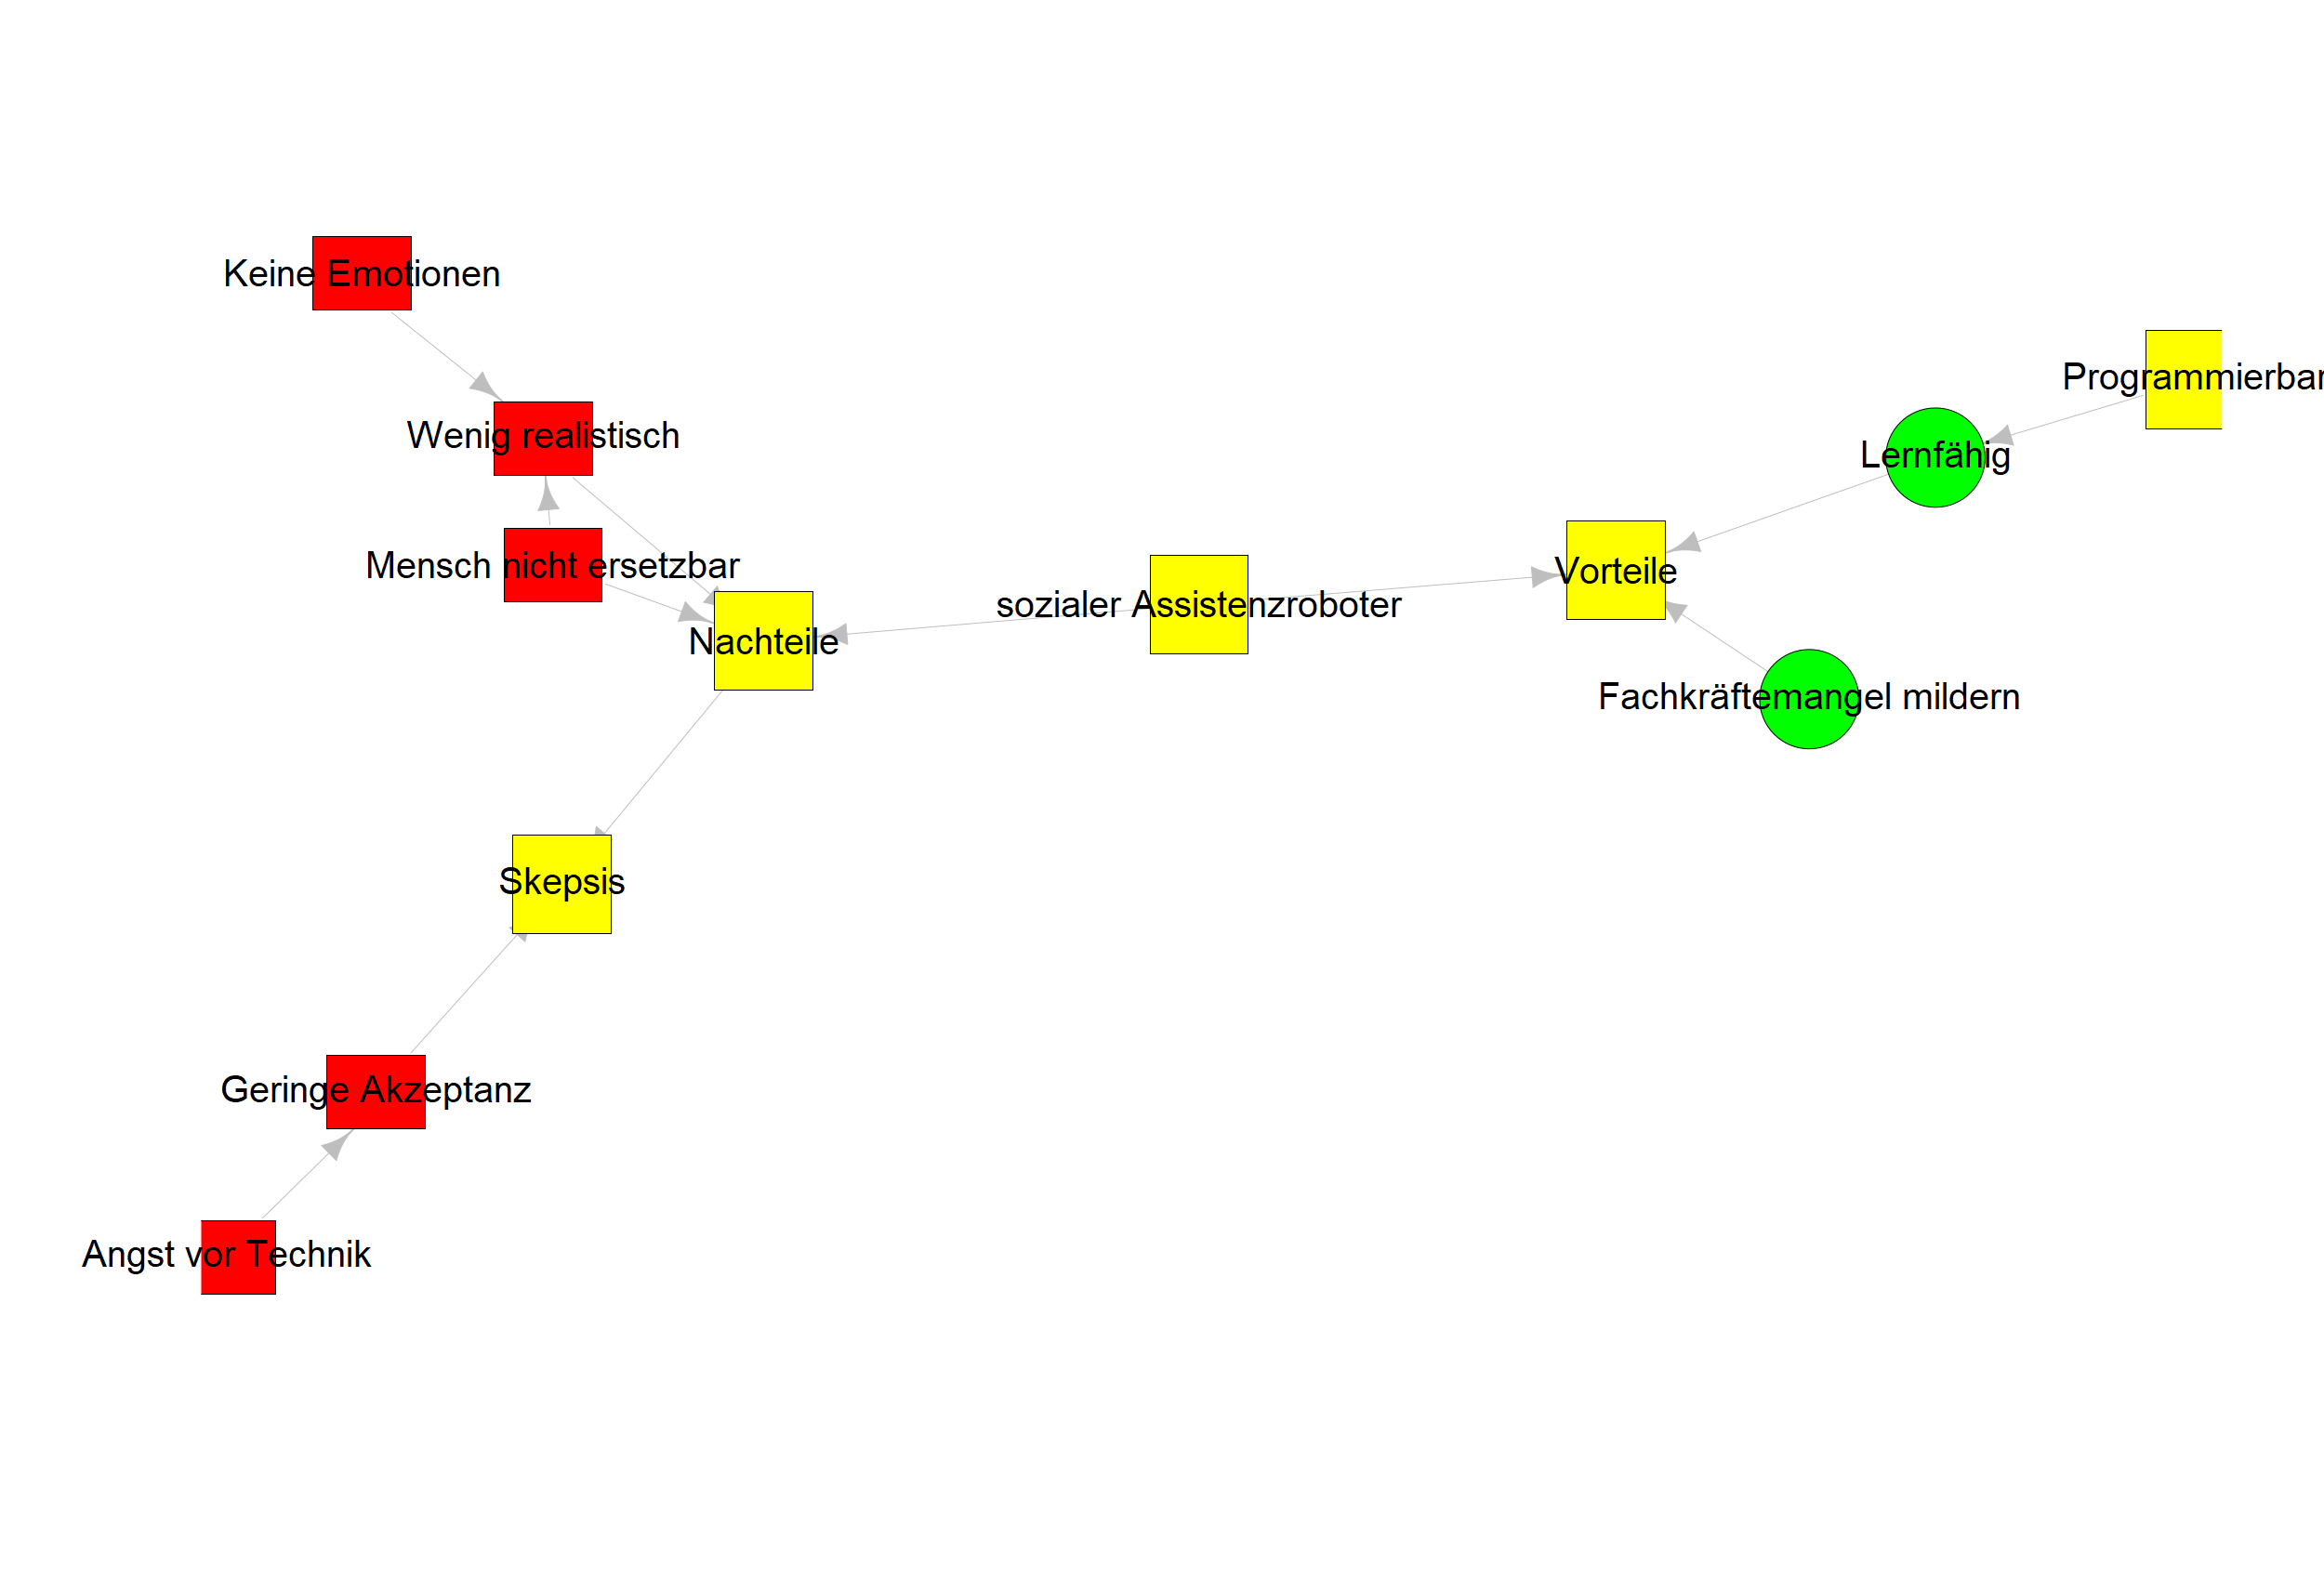 Keine Emotionen
Programmierbar
Wenig realistisch
Lernfähig
Mensch nicht ersetzbar
Vorteile
sozialer Assistenzroboter
Nachteile
Fachkräftemangel mildern
Skepsis
Geringe Akzeptanz
Angst vor Technik